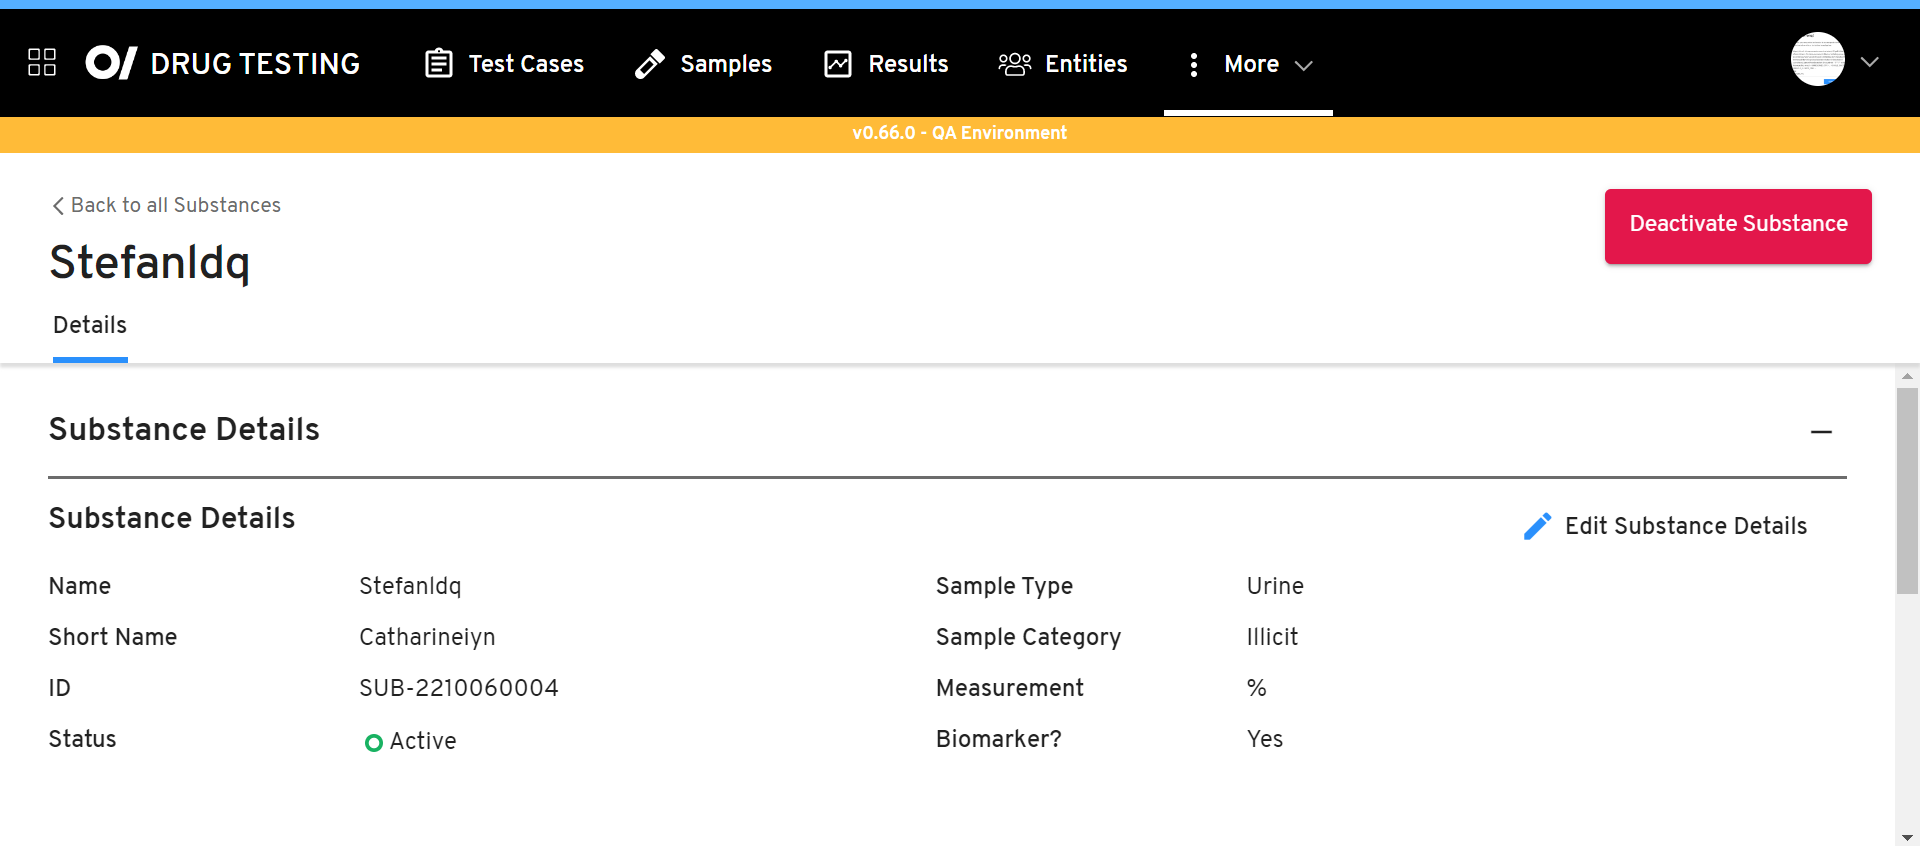 DRUG TESTING Test Cases Samples Results Entities More
v0.66.0 - QA Environment
Back to all Substances
Deactivate Substance
Stefanldq
Details
Substance Details
Substance Details
Edit Substance Details
Name Stefanldq Sample Type Urine
Short Name Catharineiyn Sample Category Illicit
ID SUB-2210060004 Measurement %
Status Active Biomarker? Yes